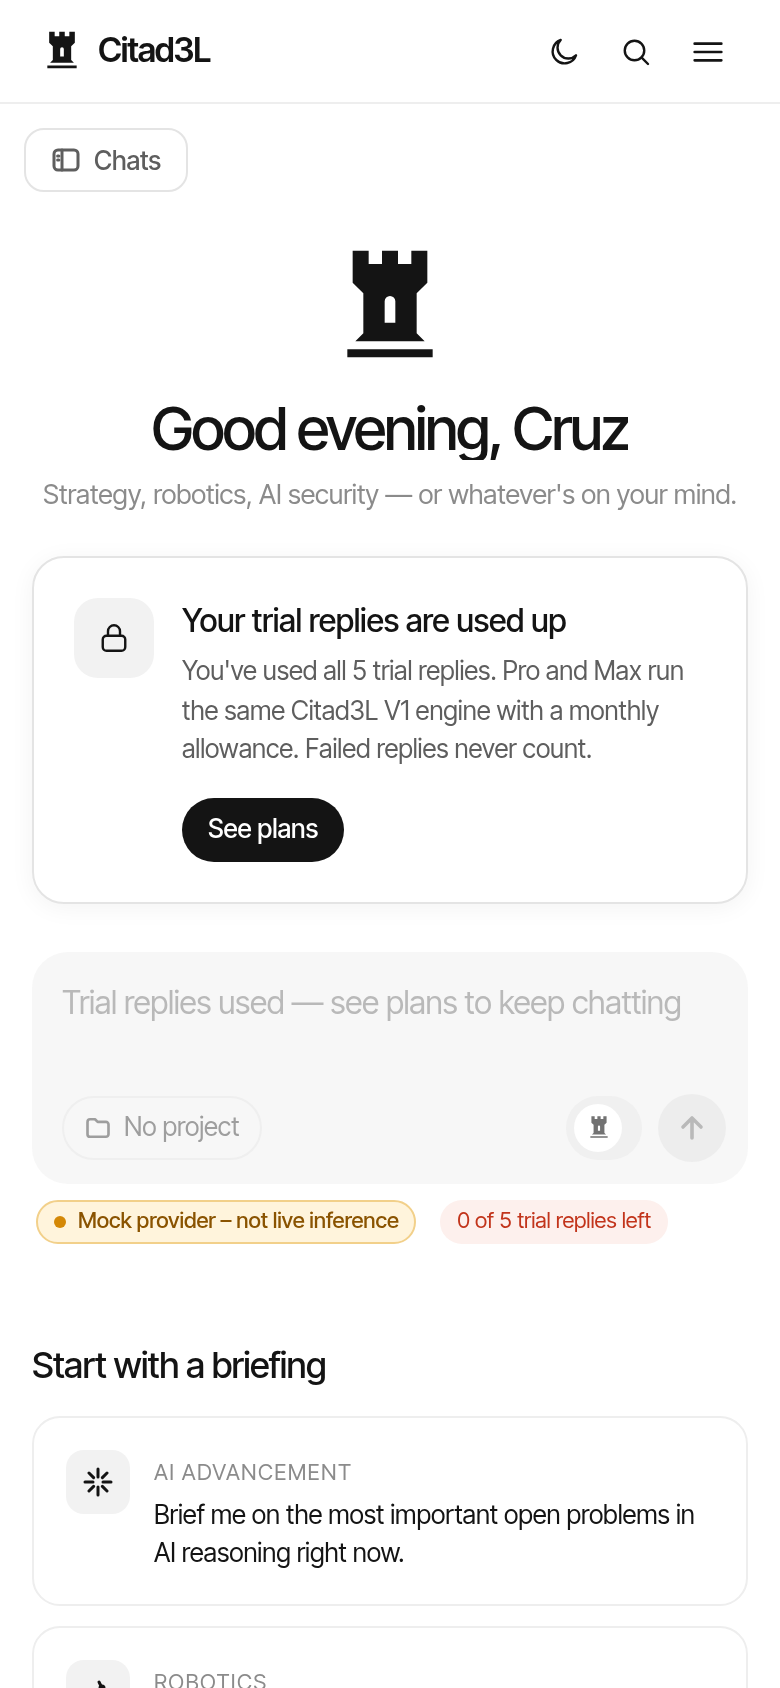 Citad3L
Chats
Good evening, Cruz
Strategy, robotics, AI security — or whatever's on your mind.
Your trial replies are used up
You've used all 5 trial replies. Pro and Max run
the same Citad3L V1 engine with a monthly
allowance. Failed replies never count.
See plans
Trial replies used — see plans to keep chatting
No project
Mock provider – not live inference
0 of 5 trial replies left
Start with a briefing
AI ADVANCEMENT
Brief me on the most important open problems in
AI reasoning right now.
ROBOTICS